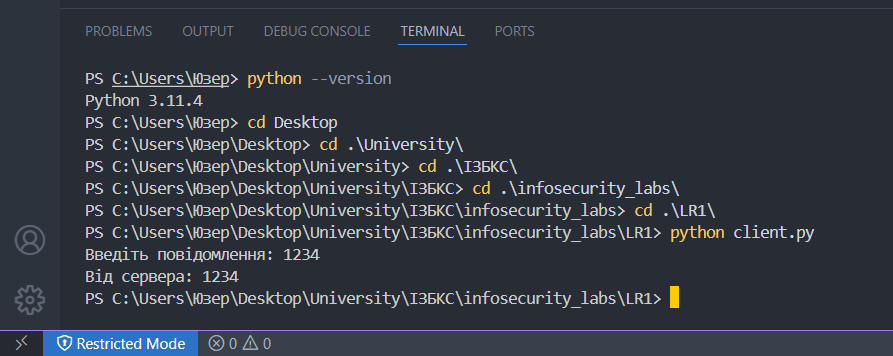 PROBLEMS OUTPUT DEBUG CONSOLE TERMINAL PORTS
PS C:\Users\Юзер> python --version
Python 3.11.4
PS C:\Users\Юзер> cd Desktop
PS C:\Users\Юзер\Desktop> cd .\University\
PS C:\Users\Юзер\Desktop\University> cd .\ІЗБКС\
PS C:\Users\Юзер\Desktop\University\ІЗБКС> cd .\infosecurity_labs\
PS C:\Users\Юзер\Desktop\University\ІЗБКС\infosecurity_labs> cd .\LR1\
PS C:\Users\Юзер\Desktop\University\ІЗБКС\infosecurity_labs\LR1> python client.py
Введіть повідомлення: 1234
Від сервера: 1234
PS C:\Users\Юзер\Desktop\University\ІЗБКС\infosecurity_labs\LR1>
Restricted Mode 0 0